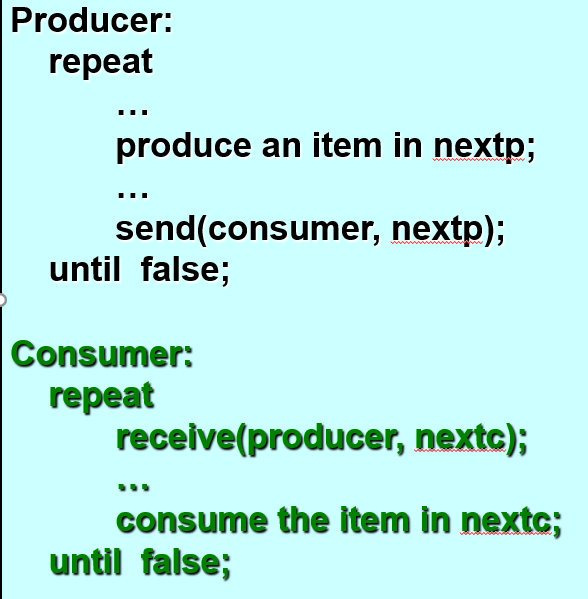 Producer:
repeat
...
produce an item in nextp;
...
send(consumer, nextp);
until false;
Consumer:
repeat
receive(producer, nextc);
...
consume the item in nextc;
until false;